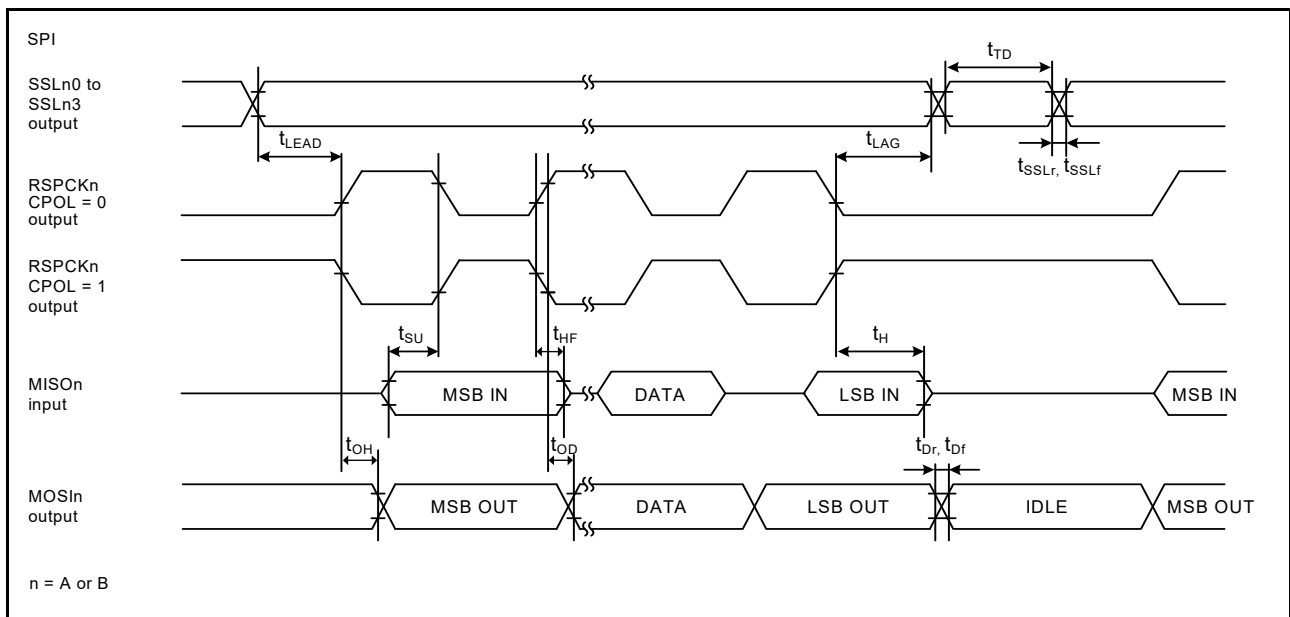 SPI
SSLn0 to
SSLn3
output
tTD
tLEAD
tLAG
tSSLr, tSSLf
RSPCKn
CPOL = 0
output
RSPCKn
CPOL = 1
output
tSU
tHF
tH
MISOn
input
MSB IN
DATA
LSB IN
MSB IN
tOH
tOD
tDr, tDf
MOSIn
output
MSB OUT
DATA
LSB OUT
IDLE
MSB OUT
n = A or B